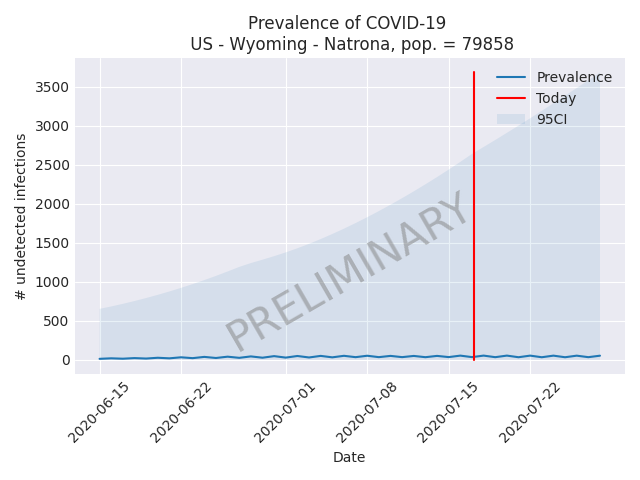 Prevalence of COVID-19
US - Wyoming - Natrona, pop. = 79858
Prevalence
Today
95CI
PRELIMINARY
# undetected infections
3500
3000
2500
2000
1500
1000
500
0
2020-06-15
2020-06-22
2020-07-01
2020-07-08
2020-07-15
2020-07-22
Date